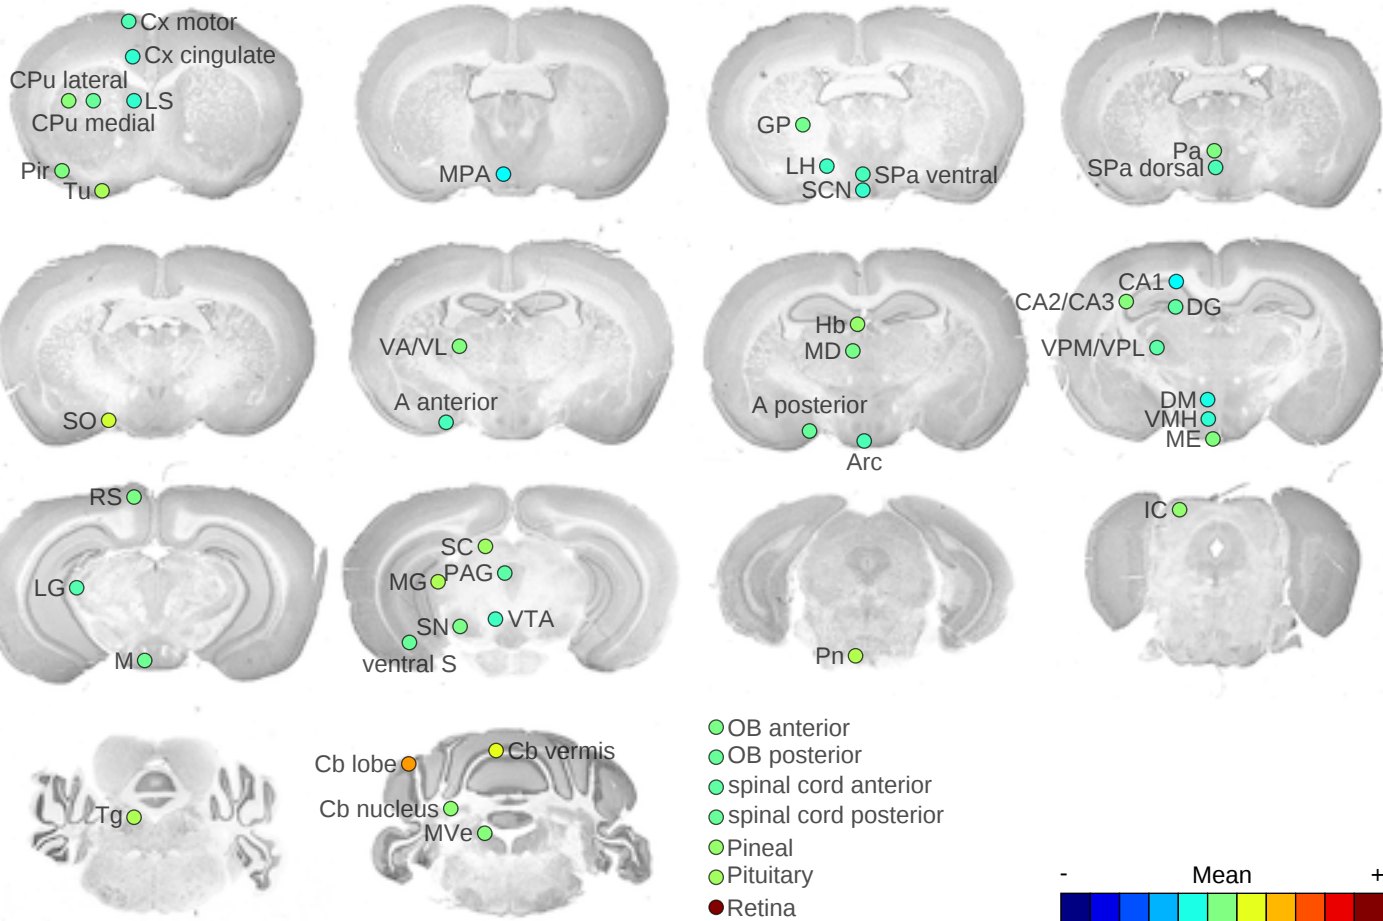 Cx motor
Cx cingulate
CPu lateral
LS
CPu medial
Pir
Tu
MPA
GP
LH
SPa ventral
SCN
Pa
SPa dorsal
SO
VA/VL
A anterior
Hb
MD
A posterior
Arc
CA1
CA2/CA3
DG
VPM/VPL
DM
VMH
ME
RS
LG
M
SC
MG
PAG
SN
VTA
ventral S
Pn
IC
Tg
Cb lobe
Cb vermis
Cb nucleus
MVe
OB anterior
OB posterior
spinal cord anterior
spinal cord posterior
Pineal
Pituitary
Retina
- Mean +